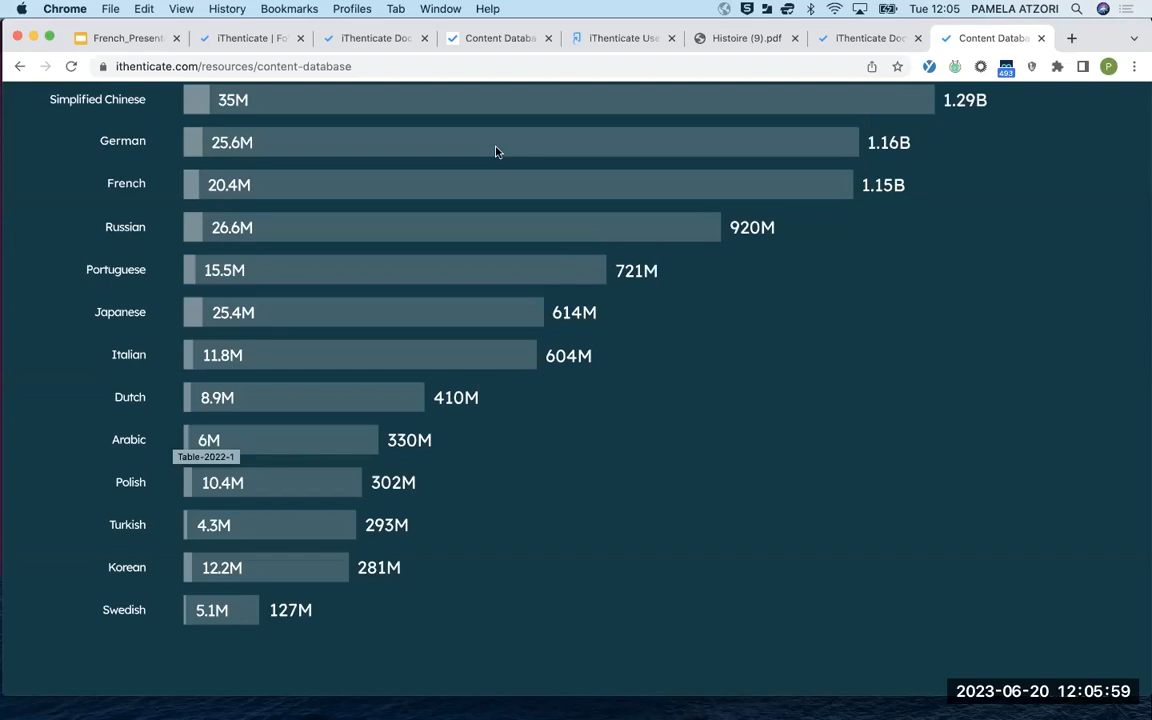 Chrome File Edit View History Bookmarks Profiles Tab Window Help Tue 12:05 PAMELA ATZORI
French_Present iThenticate | Fo iThenticate Doc Content Databa iThenticate Use Histoire (9).pdf iThenticate Doc Content Databa
ithenticate.com/resources/content-database
493
P
Simplified Chinese 35M 1.29B
German 25.6M 1.16B
French 20.4M 1.15B
Russian 26.6M 920M
Portuguese 15.5M 721M
Japanese 25.4M 614M
Italian 11.8M 604M
Dutch 8.9M 410M
Arabic 6M 330M
Table-2022-1
Polish 10.4M 302M
Turkish 4.3M 293M
Korean 12.2M 281M
Swedish 5.1M 127M
2023-06-20 12:05:59